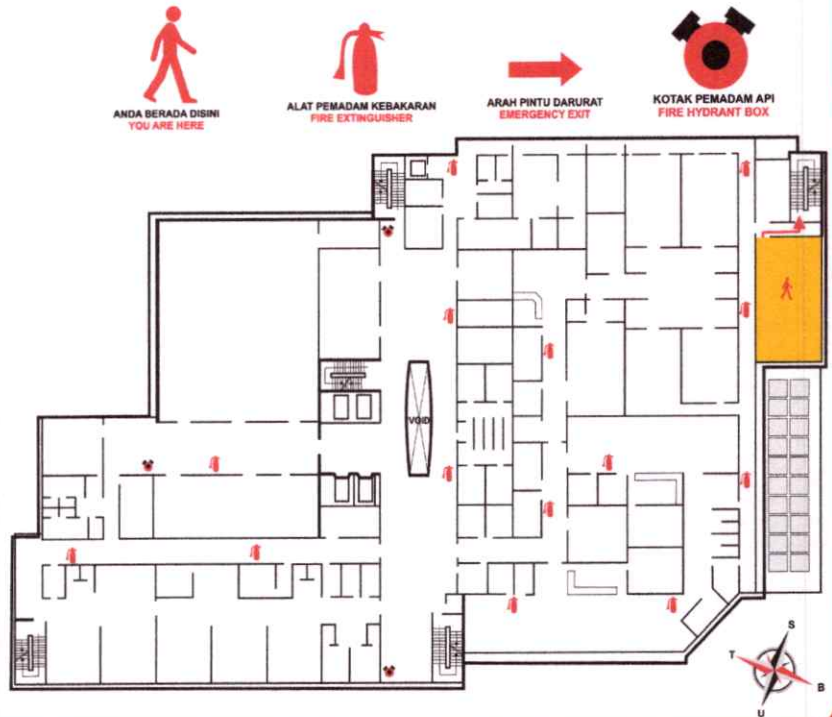 ANDA BERADA DISINI
YOU ARE HERE
ALAT PEMADAM KEBAKARAN
FIRE EXTINGUISHER
ARAH PINTU DARURAT
EMERGENCY EXIT
KOTAK PEMADAM API
FIRE HYDRANT BOX
VOID
S
T
B
U